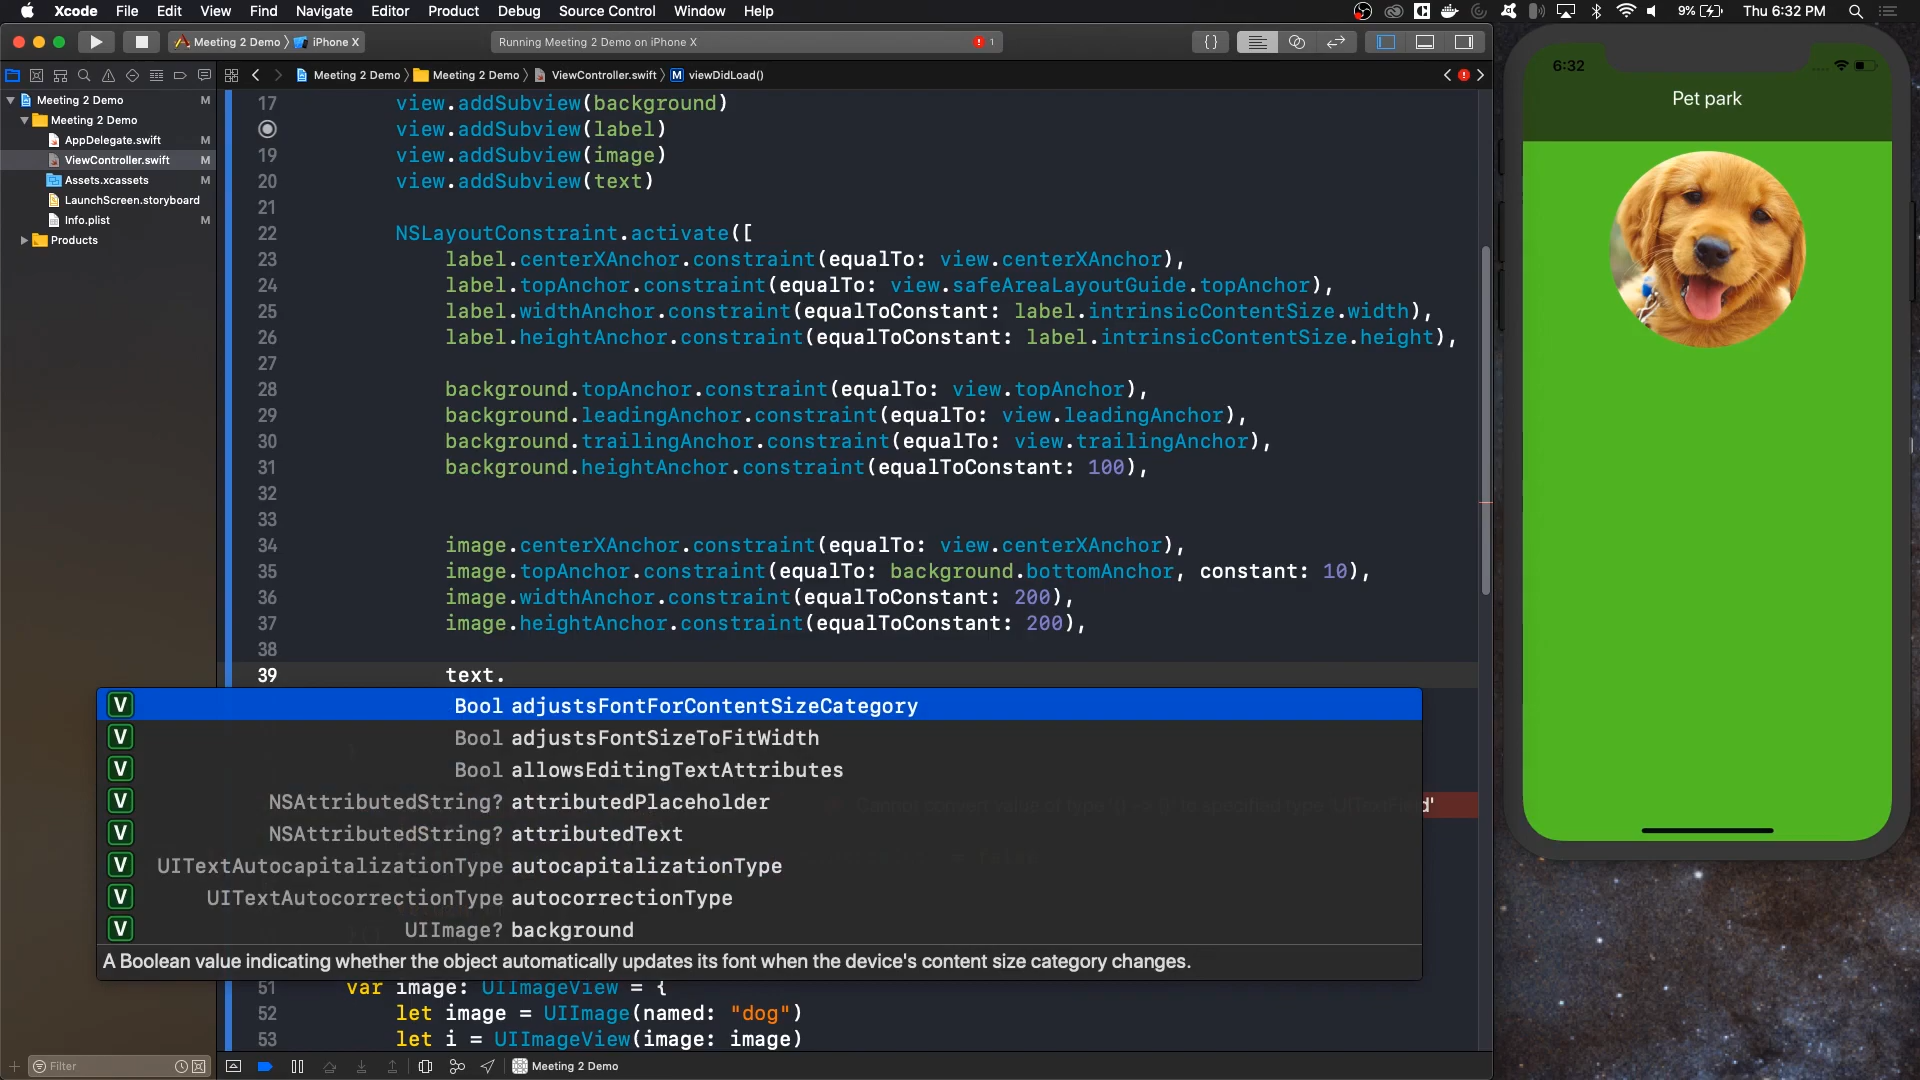 Xcode File Edit View Find Navigate Editor Product Debug Source Control Window Help 9% Thu 6:32 PM
Meeting 2 Demo iPhone X Running Meeting 2 Demo on iPhone X 1 {}
Meeting 2 Demo Meeting 2 Demo ViewController.swift M viewDidLoad()
Meeting 2 Demo M
Meeting 2 Demo
AppDelegate.swift M
ViewController.swift M
Assets.xcassets M
LaunchScreen.storyboard
Info.plist M
Products
17 view.addSubview(background)
view.addSubview(label)
19 view.addSubview(image)
20 view.addSubview(text)
21
22 NSLayoutConstraint.activate([
23 label.centerXAnchor.constraint(equalTo: view.centerXAnchor),
24 label.topAnchor.constraint(equalTo: view.safeAreaLayoutGuide.topAnchor),
25 label.widthAnchor.constraint(equalToConstant: label.intrinsicContentSize.width),
26 label.heightAnchor.constraint(equalToConstant: label.intrinsicContentSize.height),
27
28 background.topAnchor.constraint(equalTo: view.topAnchor),
29 background.leadingAnchor.constraint(equalTo: view.leadingAnchor),
30 background.trailingAnchor.constraint(equalTo: view.trailingAnchor),
31 background.heightAnchor.constraint(equalToConstant: 100),
32
33
34 image.centerXAnchor.constraint(equalTo: view.centerXAnchor),
35 image.topAnchor.constraint(equalTo: background.bottomAnchor, constant: 10),
36 image.widthAnchor.constraint(equalToConstant: 200),
37 image.heightAnchor.constraint(equalToConstant: 200),
38
39 text.
V Bool adjustsFontForContentSizeCategory
V Bool adjustsFontSizeToFitWidth
V Bool allowsEditingTextAttributes
V NSAttributedString? attributedPlaceholder
V NSAttributedString? attributedText
V UITextAutocapitalizationType autocapitalizationType
V UITextAutocorrectionType autocorrectionType
V UIImage? background
A Boolean value indicating whether the object automatically updates its font when the device's content size category changes.
51 var image: UIImageView = {
52 let image = UIImage(named: "dog")
53 let i = UIImageView(image: image)
Filter Meeting 2 Demo
6:32
Pet park